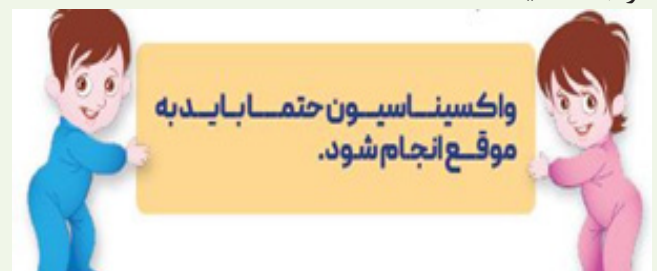 واکسیناسیون حتما باید به
موقع انجام شود.